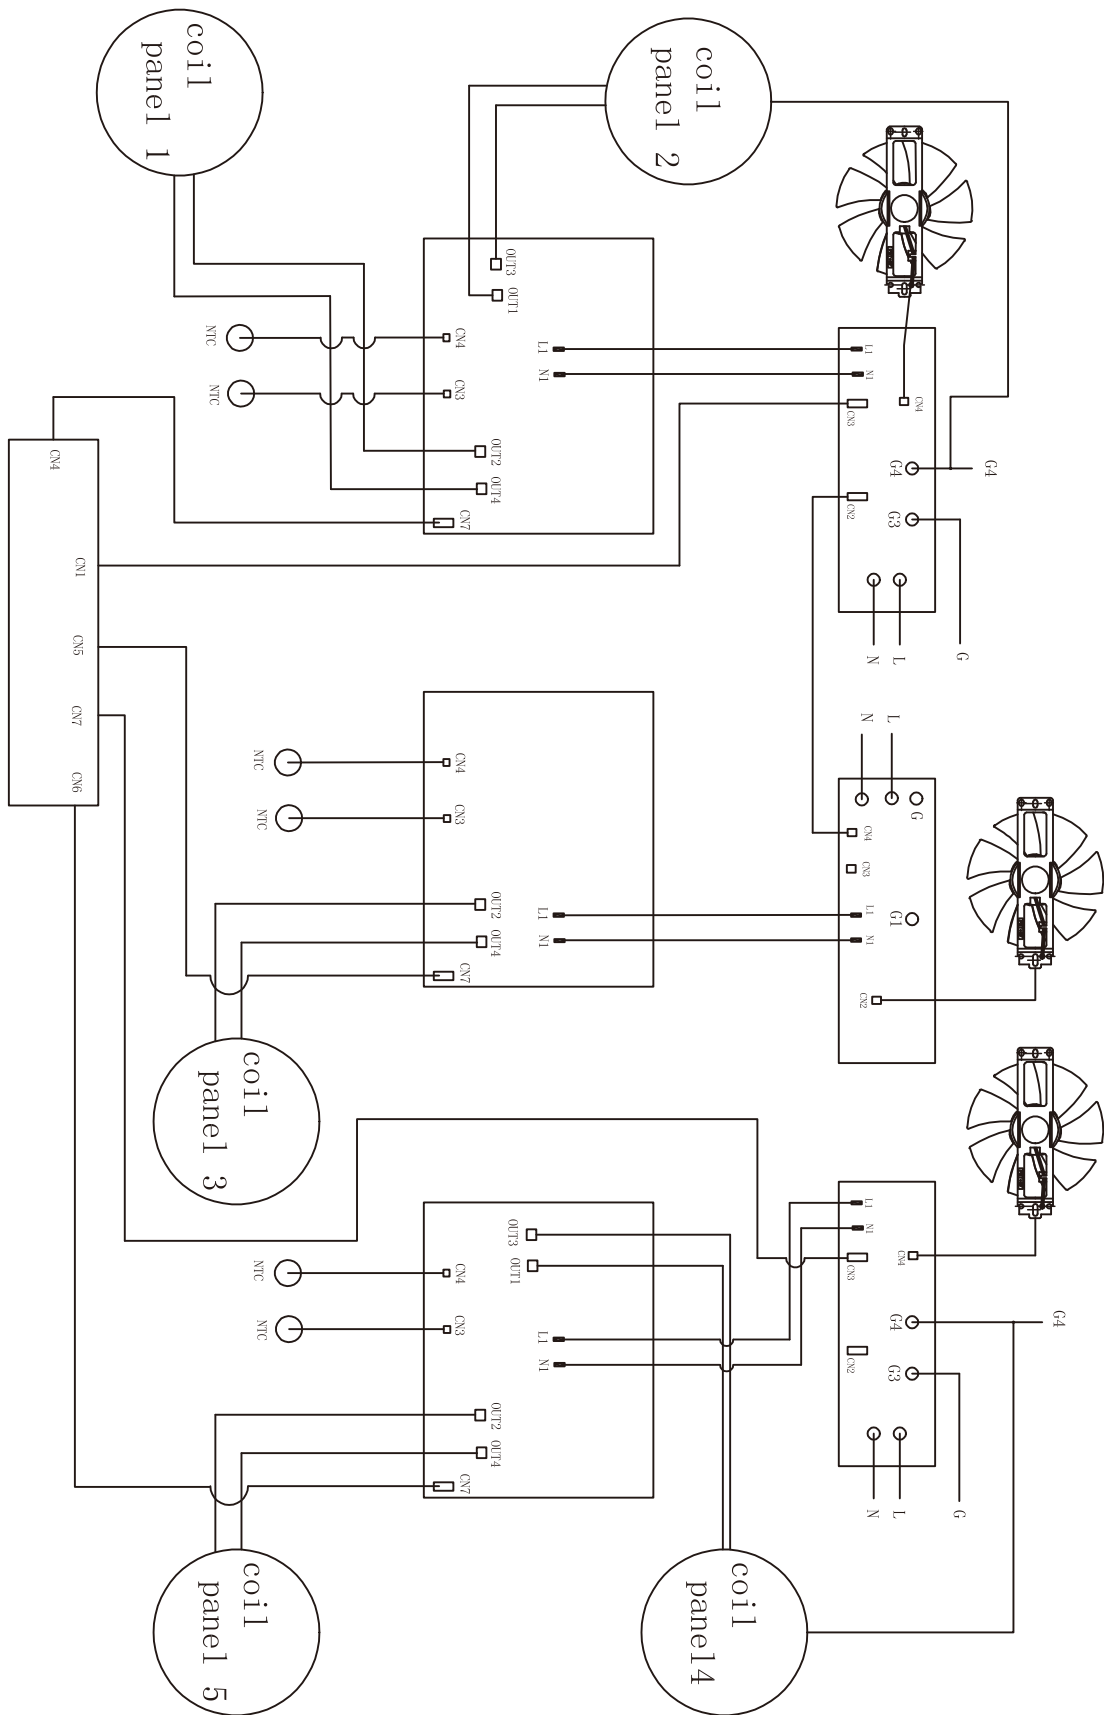 coil
panel 1
coil
panel 2
OUT3
OUT1
NTC
CN4
NTC
CN3
L1
N1
OUT2
OUT4
CN7
L1
N1
CN3
CN4
G4
G4
CN2
G3
N
L
G
CN4
CN1
CN5
CN7
CN6
NTC
CN4
NTC
CN3
OUT2
OUT4
CN7
L1
N1
N
L
G
CN4
CN3
L1
G1
N1
CN2
coil
panel 3
OUT3
OUT1
NTC
CN4
NTC
CN3
L1
N1
OUT2
OUT4
CN7
L1
N1
CN3
CN4
G4
G4
CN2
G3
N
L
G
coil
panel 5
coil
panel4